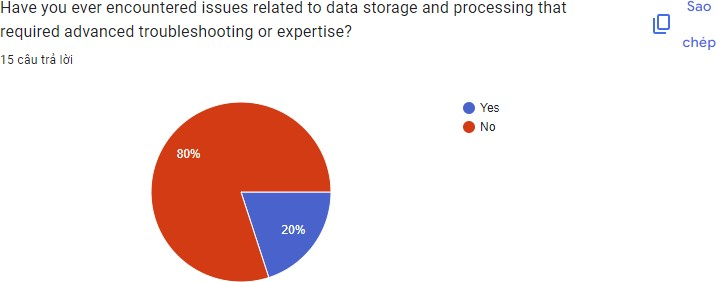 Have you ever encountered issues related to data storage and processing that
required advanced troubleshooting or expertise?
Sao
chép
15 câu trả lời
Yes
No
80%
20%